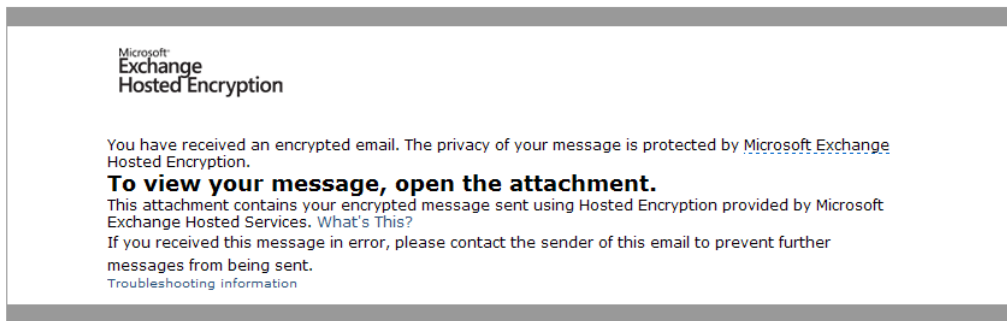 Microsoft
Exchange
Hosted Encryption
You have received an encrypted email. The privacy of your message is protected by Microsoft Exchange
Hosted Encryption.
To view your message, open the attachment.
This attachment contains your encrypted message sent using Hosted Encryption provided by Microsoft
Exchange Hosted Services. What's This?
If you received this message in error, please contact the sender of this email to prevent further
messages from being sent.
Troubleshooting information